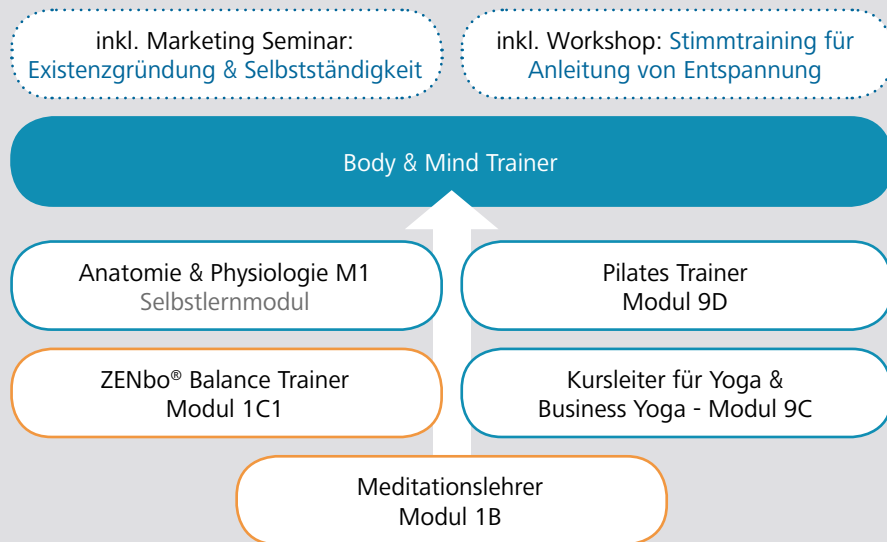 inkl. Marketing Seminar:
Existenzgründung & Selbstständigkeit
inkl. Workshop: Stimmtraining für
Anleitung von Entspannung
Body & Mind Trainer
Anatomie & Physiologie M1
Selbstlernmodul
Pilates Trainer
Modul 9D
ZENbo® Balance Trainer
Modul 1C1
Kursleiter für Yoga &
Business Yoga - Modul 9C
Meditationslehrer
Modul 1B